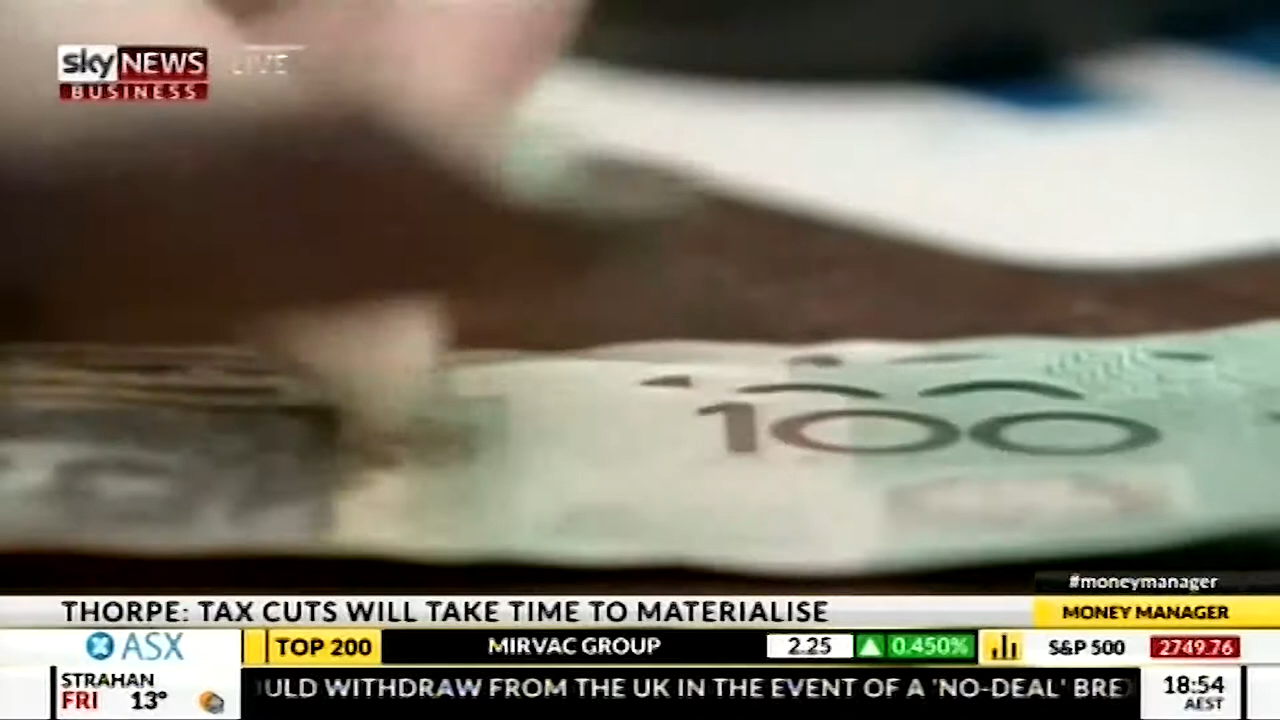 sky NEWS LIVE
BUSINESS
100
#moneymanager
THORPE: TAX CUTS WILL TAKE TIME TO MATERIALISE
MONEY MANAGER
ASX TOP 200 MIRVAC GROUP 2.25 0.450% S&P 500 2749.76
STRAHAN
FRI 13°
ULD WITHDRAW FROM THE UK IN THE EVENT OF A 'NO-DEAL' BRE
18:54
AEST